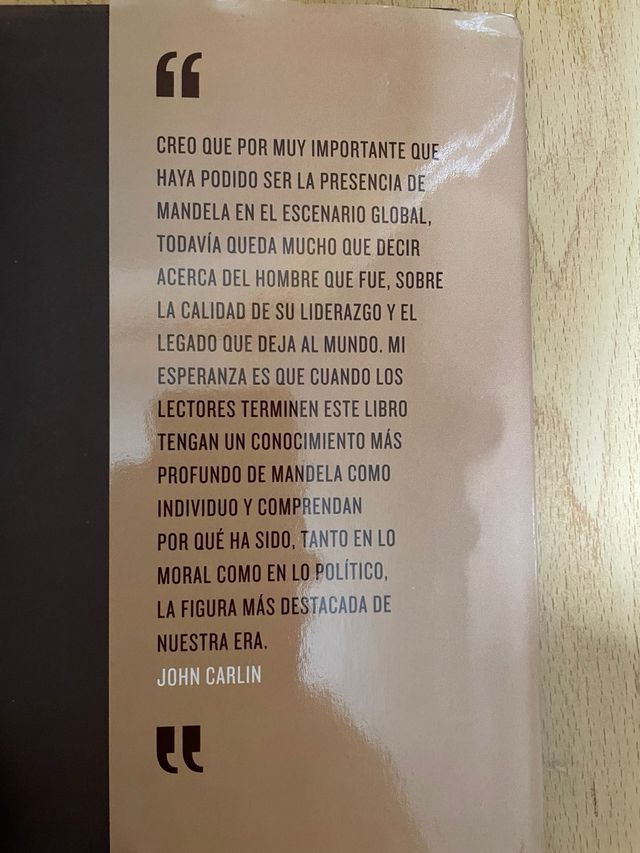 “
CREO QUE POR MUY IMPORTANTE QUE
HAYA PODIDO SER LA PRESENCIA DE
MANDELA EN EL ESCENARIO GLOBAL,
TODAVÍA QUEDA MUCHO QUE DECIR
ACERCA DEL HOMBRE QUE FUE, SOBRE
LA CALIDAD DE SU LIDERAZGO Y EL
LEGADO QUE DEJA AL MUNDO. MI
ESPERANZA ES QUE CUANDO LOS
LECTORES TERMINEN ESTE LIBRO
TENGAN UN CONOCIMIENTO MÁS
PROFUNDO DE MANDELA COMO
INDIVIDUO Y COMPRENDAN
POR QUÉ HA SIDO, TANTO EN LO
MORAL COMO EN LO POLÍTICO,
LA FIGURA MÁS DESTACADA DE
NUESTRA ERA.
JOHN CARLIN
”